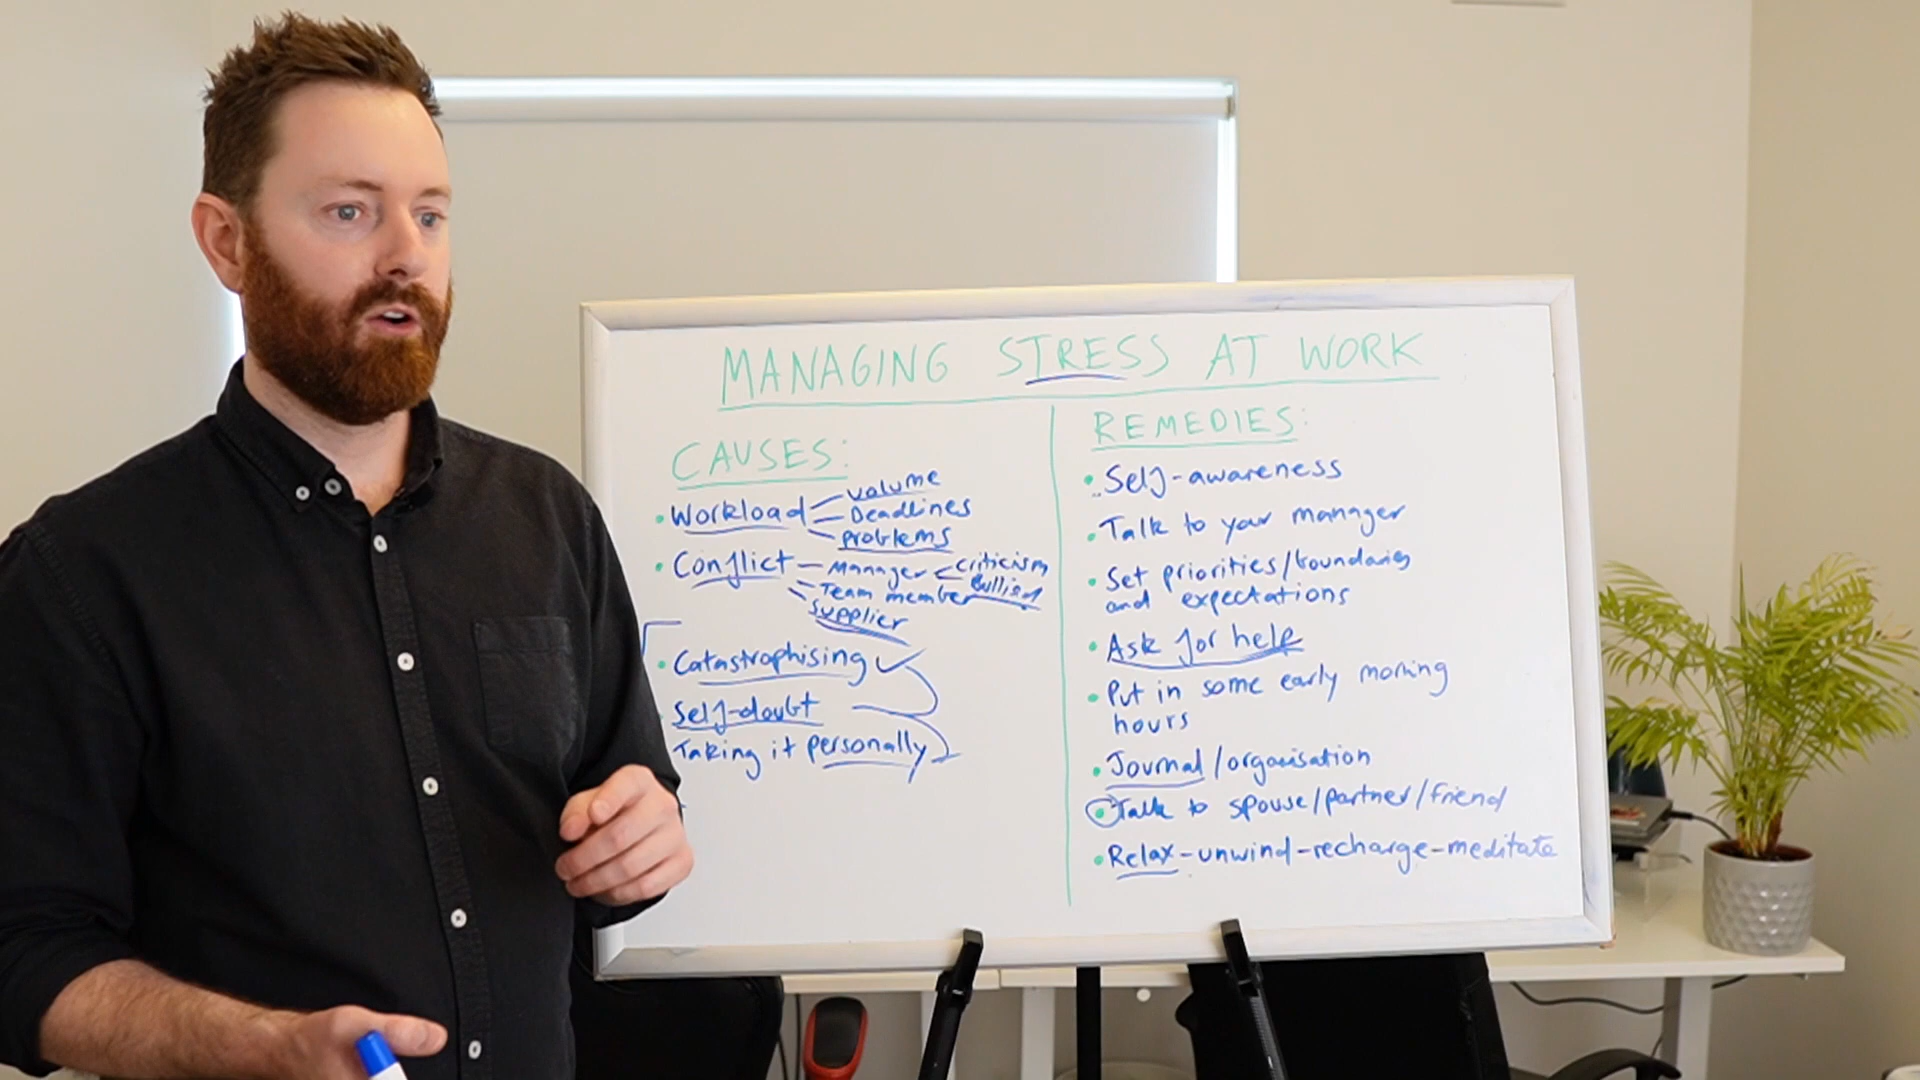 MANAGING STRESS AT WORK
CAUSES:
• Workload - volume
- Deadlines
- problems
• Conflict - Manager < criticism
Bullied
- Team member
- supplier
• Catastrophising ✓
• Self-doubt
Taking it personally
REMEDIES:
• Self-awareness
• Talk to your manager
• Set priorities/boundaries
and expectations
• Ask for help
• Put in some early morning
hours
• Journal/organisation
• Talk to spouse/partner/friend
• Relax-unwind-recharge-meditate